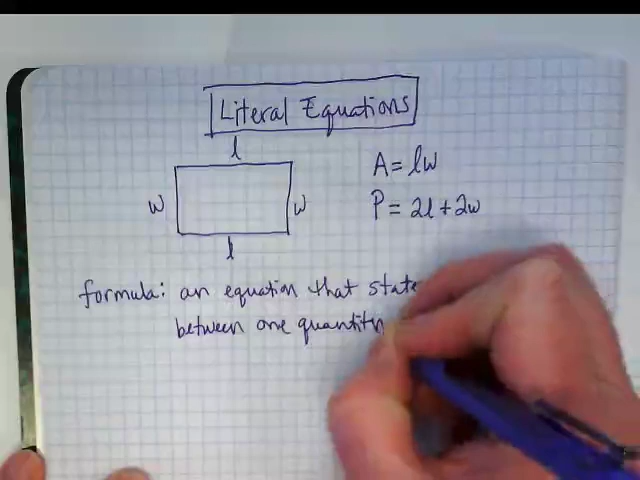 Literal Equations
l
A = lw
w
w
P = 2l + 2w
l
formula: an equation that state
between one quantity